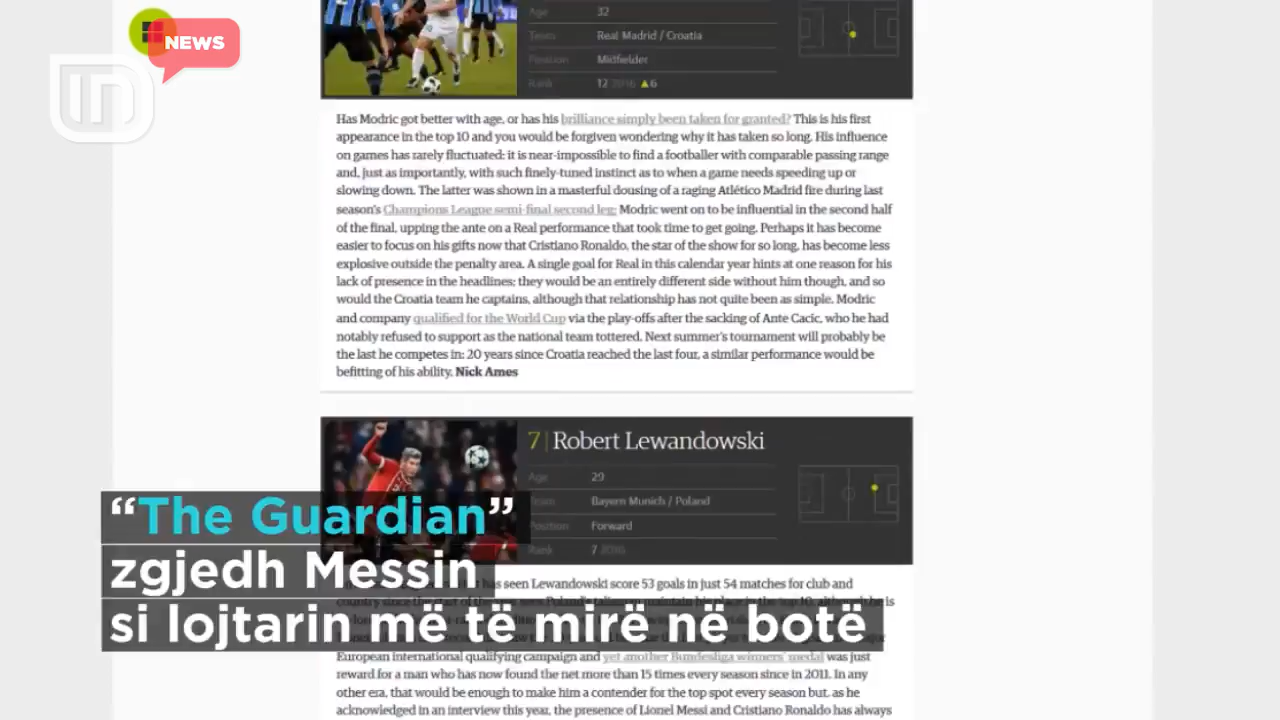 NEWS
IN
Age 32
Team Real Madrid / Croatia
Position Midfielder
Rank 12 2016 ▲6
Has Modric got better with age, or has his brilliance simply been taken for granted? This is his first
appearance in the top 10 and you would be forgiven wondering why it has taken so long. His influence
on games has rarely fluctuated: it is near-impossible to find a footballer with comparable passing range
and, just as importantly, with such finely-tuned instinct as to when a game needs speeding up or
slowing down. The latter was shown in a masterful dousing of a raging Atlético Madrid fire during last
season's Champions League semi-final second leg; Modric went on to be influential in the second half
of the final, upping the ante on a Real performance that took time to get going. Perhaps it has become
easier to focus on his gifts now that Cristiano Ronaldo, the star of the show for so long, has become less
explosive outside the penalty area. A single goal for Real in this calendar year hints at one reason for his
lack of presence in the headlines; they would be an entirely different side without him though, and so
would the Croatia team he captains, although that relationship has not quite been as simple. Modric
and company qualified for the World Cup via the play-offs after the sacking of Ante Cacic, who he had
notably refused to support as the national team tottered. Next summer's tournament will probably be
the last he competes in: 20 years since Croatia reached the last four, a similar performance would be
befitting of his ability. Nick Ames
7 | Robert Lewandowski
Age 29
Team Bayern Munich / Poland
Position Forward
Rank 7 2016
“The Guardian”
zgjedh Messin
si lojtarin më të mirë në botë
has seen Lewandowski score 53 goals in just 54 matches for club and
European international qualifying campaign and yet another Bundesliga winners' medal was just
reward for a man who has now found the net more than 15 times every season since in 2011. In any
other era, that would be enough to make him a contender for the top spot every season but, as he
acknowledged in an interview this year, the presence of Lionel Messi and Cristiano Ronaldo has always